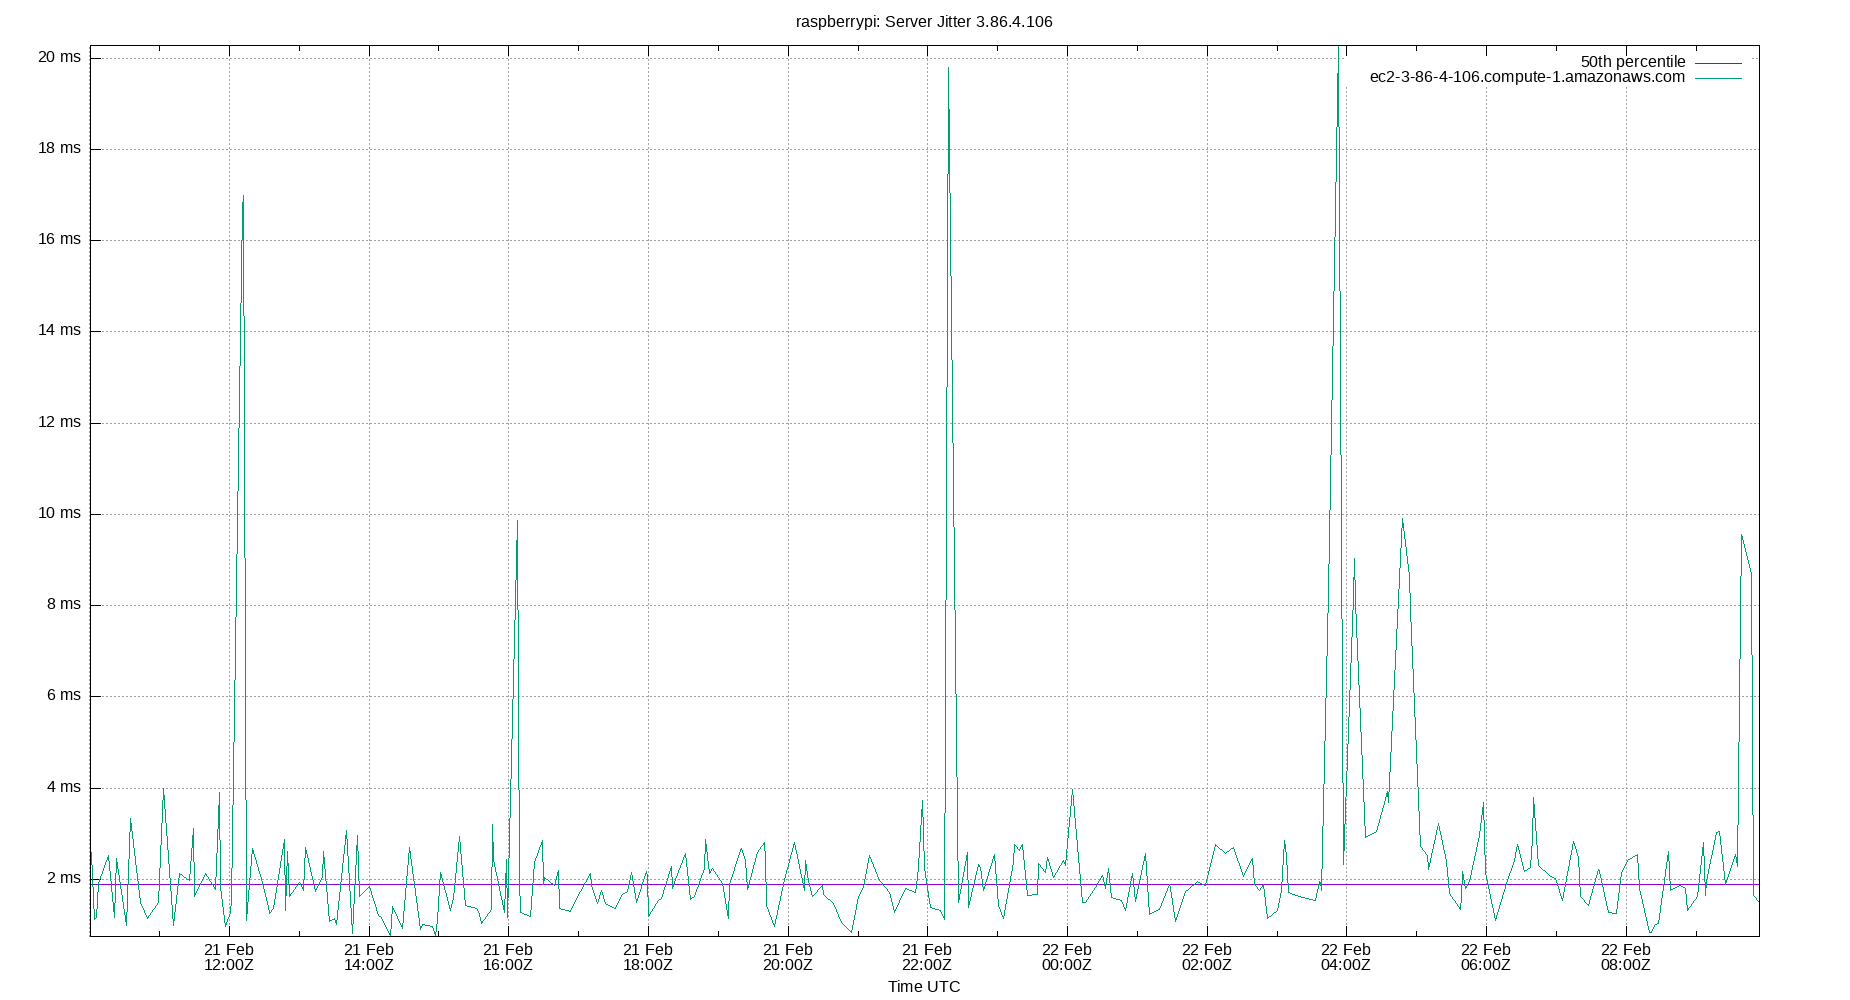 raspberrypi: Server Jitter 3.86.4.106
20 ms
18 ms
16 ms
14 ms
12 ms
10 ms
8 ms
6 ms
4 ms
2 ms
50th percentile
ec2-3-86-4-106.compute-1.amazonaws.com
21 Feb 21 Feb 21 Feb 21 Feb 21 Feb 21 Feb 22 Feb 22 Feb 22 Feb 22 Feb 22 Feb
12:00Z 14:00Z 16:00Z 18:00Z 20:00Z 22:00Z 00:00Z 02:00Z 04:00Z 06:00Z 08:00Z
Time UTC